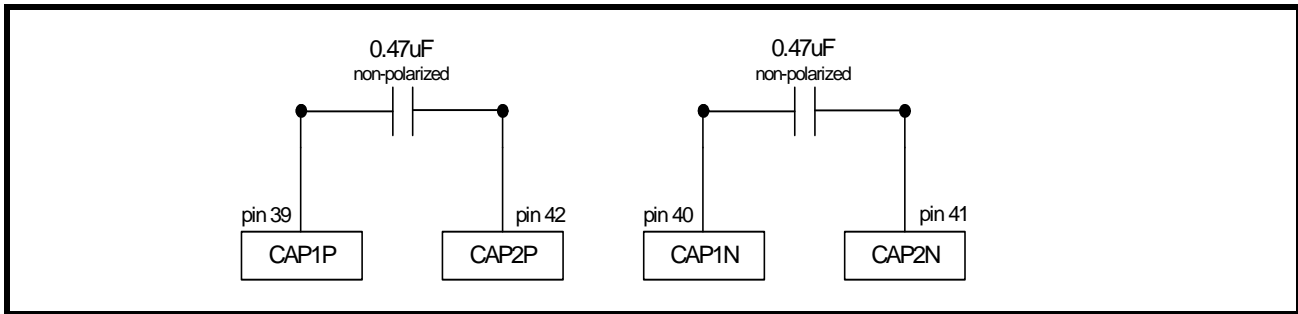 0.47uF
non-polarized
0.47uF
non-polarized
pin 39
pin 42
pin 40
pin 41
CAP1P
CAP2P
CAP1N
CAP2N